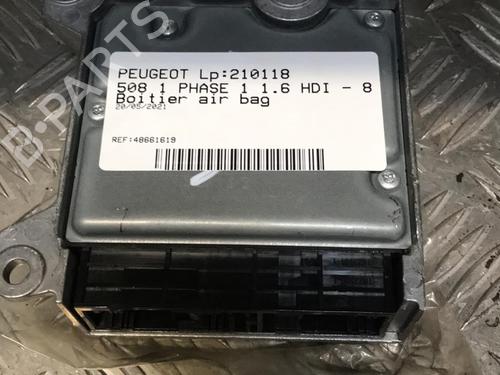 PEUGEOT Lp:210118
508 1 PHASE 1 1.6 HDI - 8
Boitier air bag
20/05/2021
REF:48661619
B-PARTS